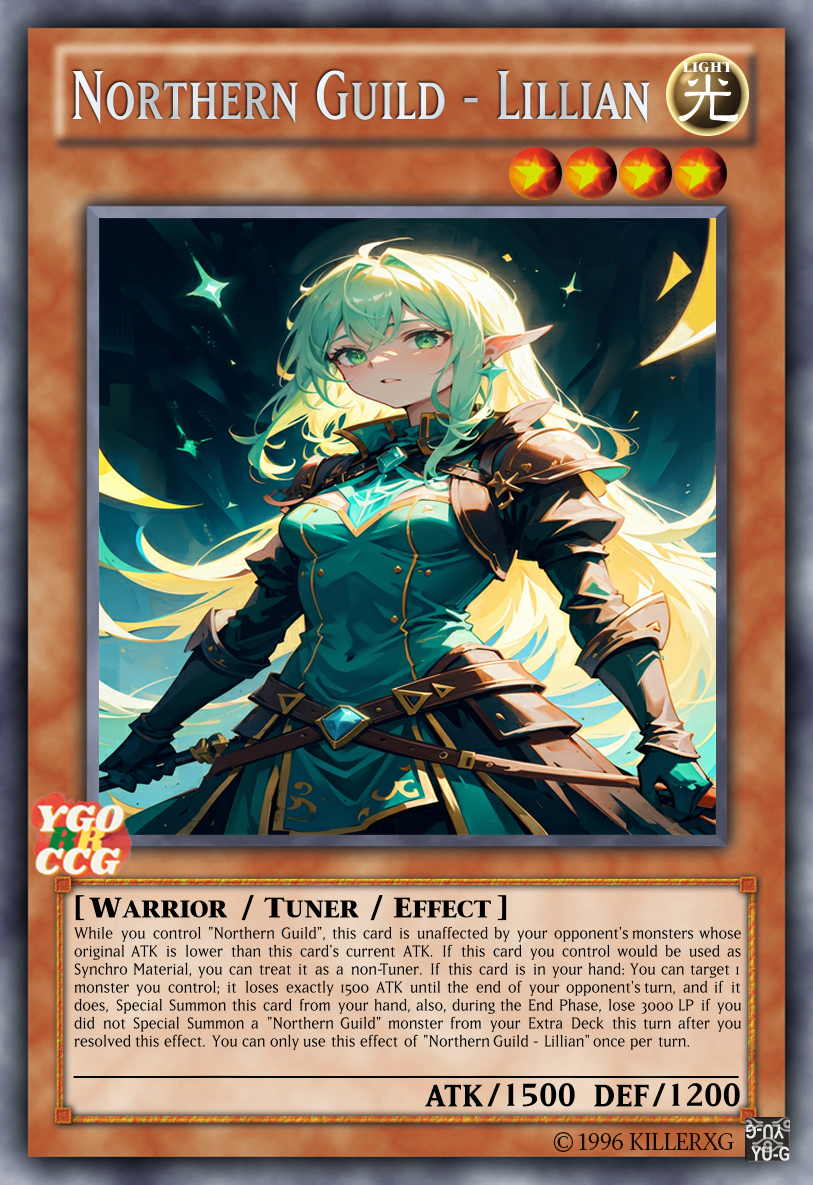 Northern Guild - Lillian
LIGHT
光
YGO
RR
CCG
[ Warrior / Tuner / Effect ]
While you control "Northern Guild", this card is unaffected by your opponent's monsters whose
original ATK is lower than this card's current ATK. If this card you control would be used as
Synchro Material, you can treat it as a non-Tuner. If this card is in your hand: You can target 1
monster you control; it loses exactly 1500 ATK until the end of your opponent's turn, and if it
does, Special Summon this card from your hand, also, during the End Phase, lose 3000 LP if you
did not Special Summon a "Northern Guild" monster from your Extra Deck this turn after you
resolved this effect. You can only use this effect of "Northern Guild - Lillian" once per turn.
ATK/1500 DEF/1200
© 1996 KILLERXG
YU-G
YU-G